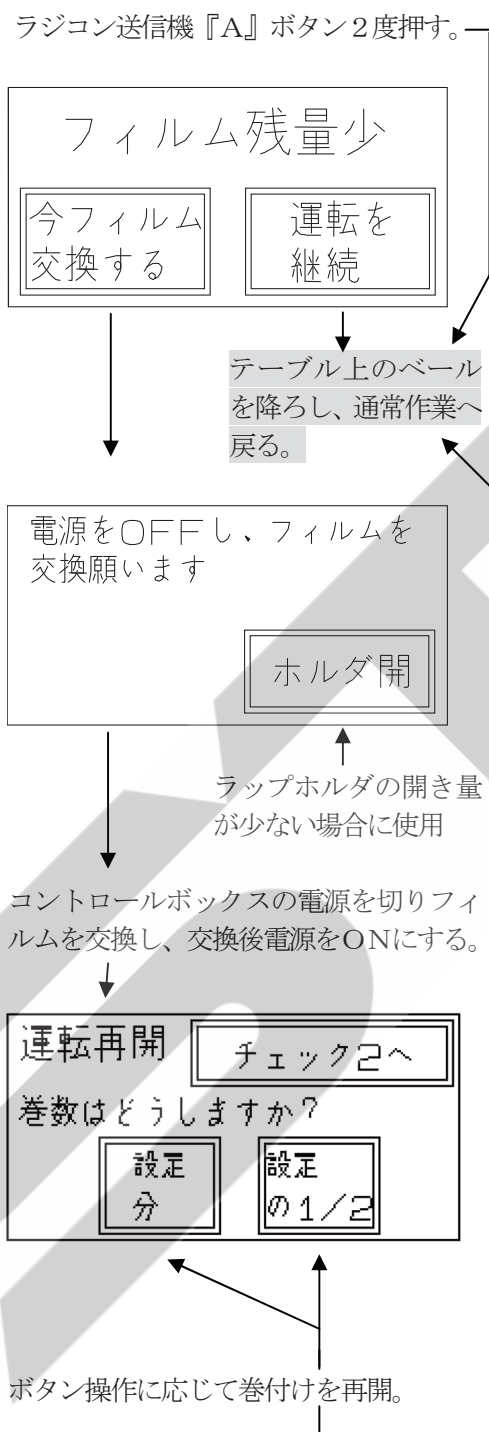 ラジコン送信機『A』ボタン2度押す。
フィルム残量少
今フィルム
交換する
運転を
継続
テーブル上のベール
を降ろし、通常作業へ
戻る。
電源をOFFし、フィルムを
交換願います
ホルダ開
ラップホルダの開き量
が少ない場合に使用
コントロールボックスの電源を切りフィ
ルムを交換し、交換後電源をONにする。
運転再開
チェック2へ
巻数はどうしますか?
設定
分
設定
の1/2
ボタン操作に応じて巻付けを再開。